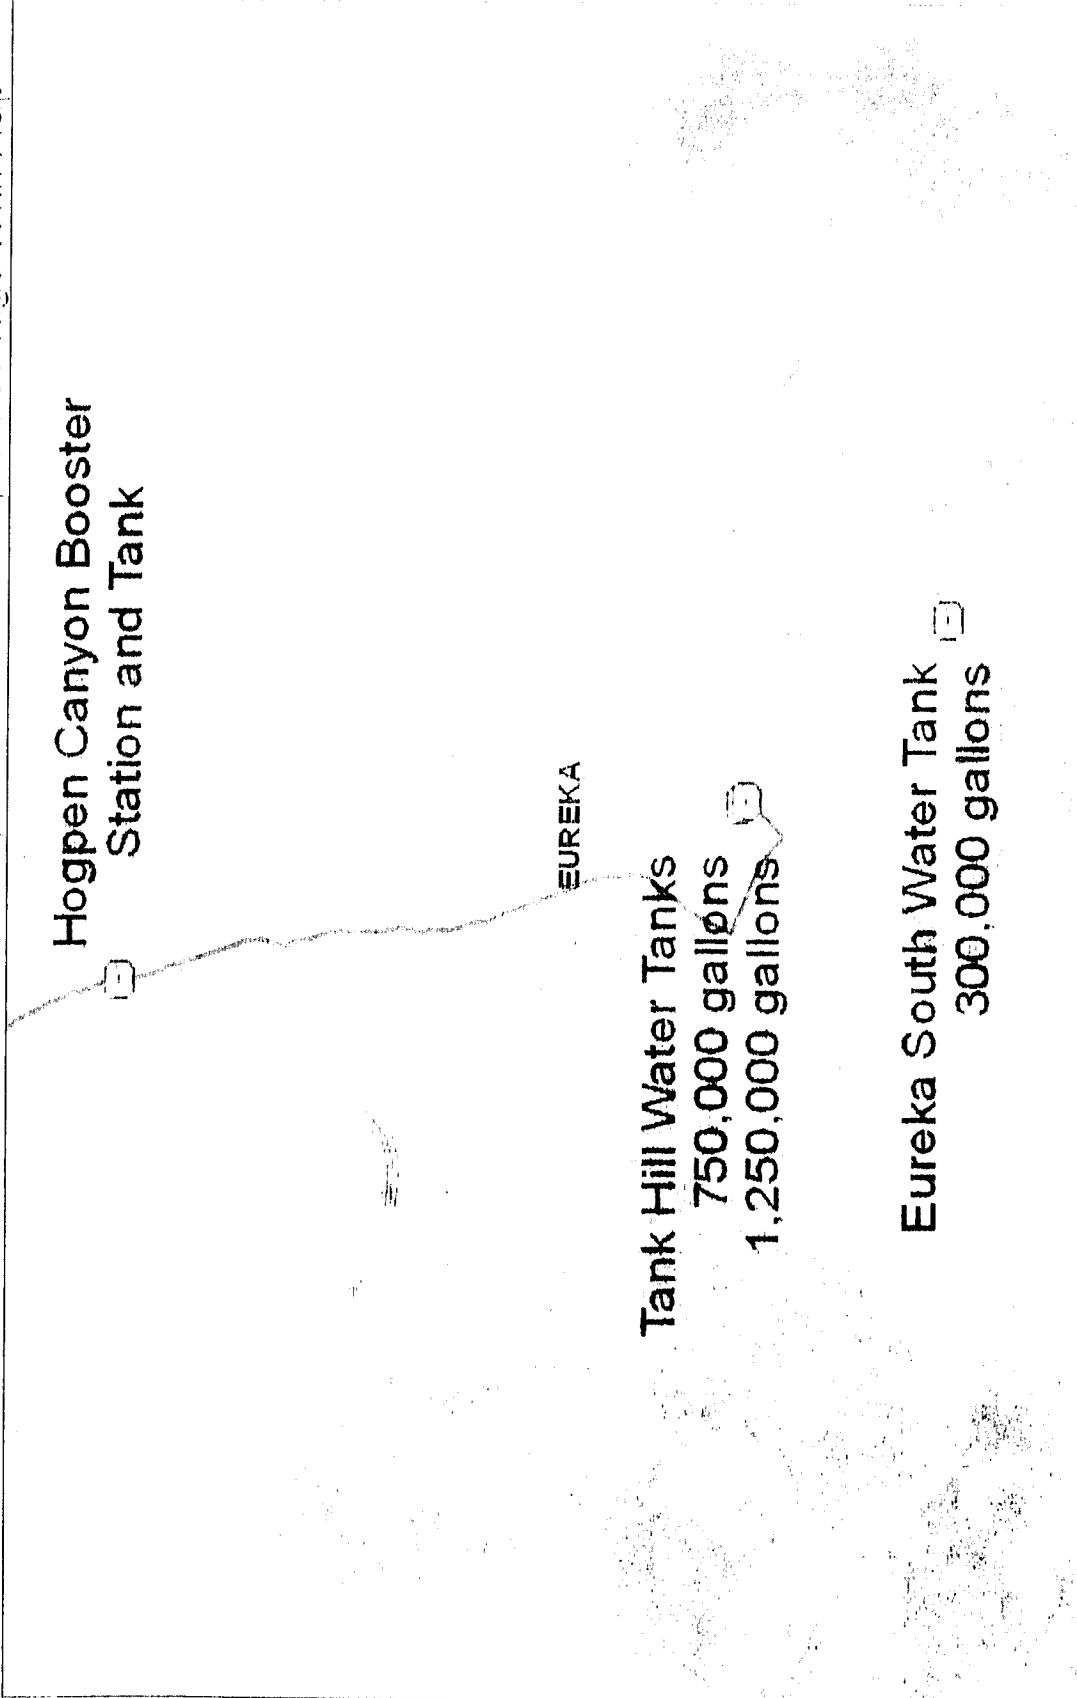 Hogpen Canyon Booster
Station and Tank
EUREKA
Tank Hill Water Tanks
750,000 gallons
1,250,000 gallons
Eureka South Water Tank
300,000 gallons